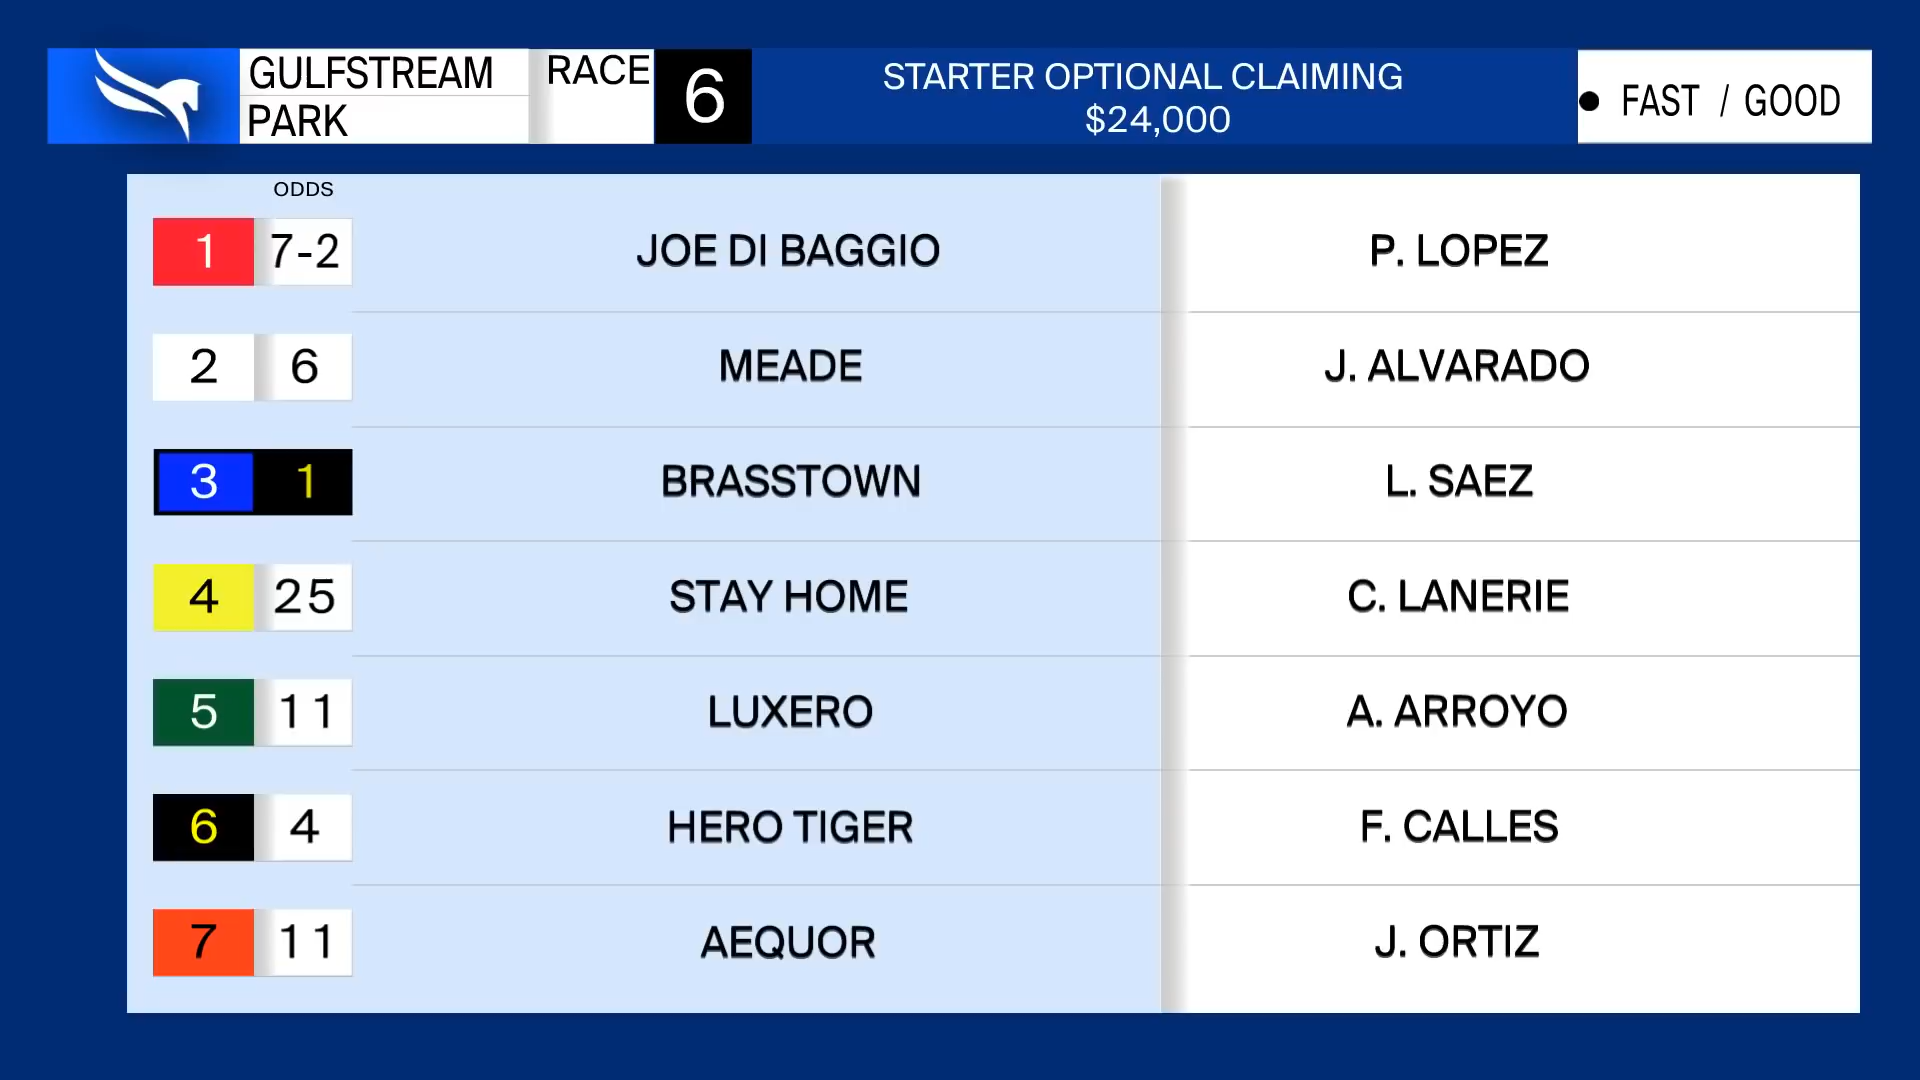 GULFSTREAM
PARK
RACE
6
STARTER OPTIONAL CLAIMING
$24,000
• FAST / GOOD
ODDS
1 7-2 JOE DI BAGGIO P. LOPEZ
2 6 MEADE J. ALVARADO
3 1 BRASSTOWN L. SAEZ
4 25 STAY HOME C. LANERIE
5 11 LUXERO A. ARROYO
6 4 HERO TIGER F. CALLES
7 11 AEQUOR J. ORTIZ